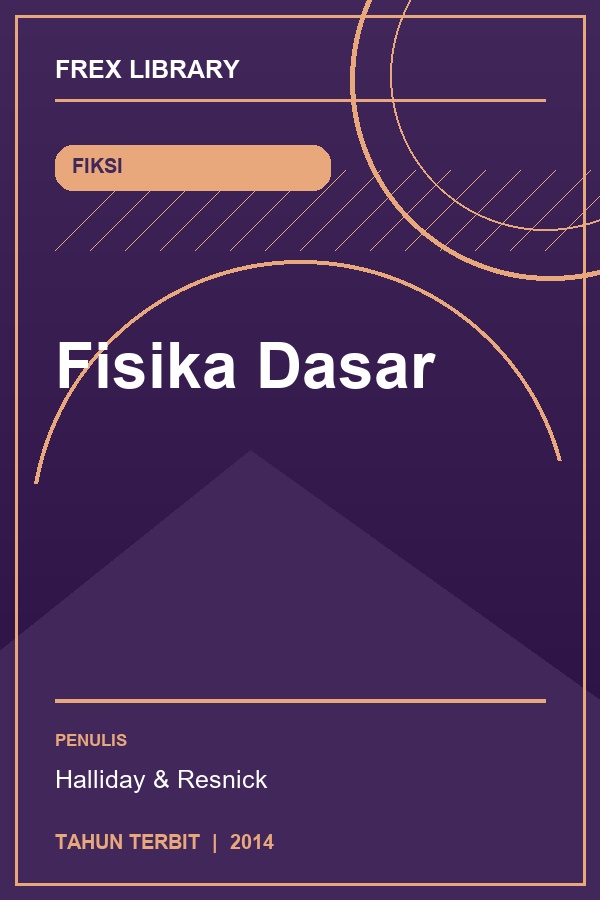 FREX LIBRARY
FIKSI
Fisika Dasar
PENULIS
Halliday & Resnick
TAHUN TERBIT | 2014